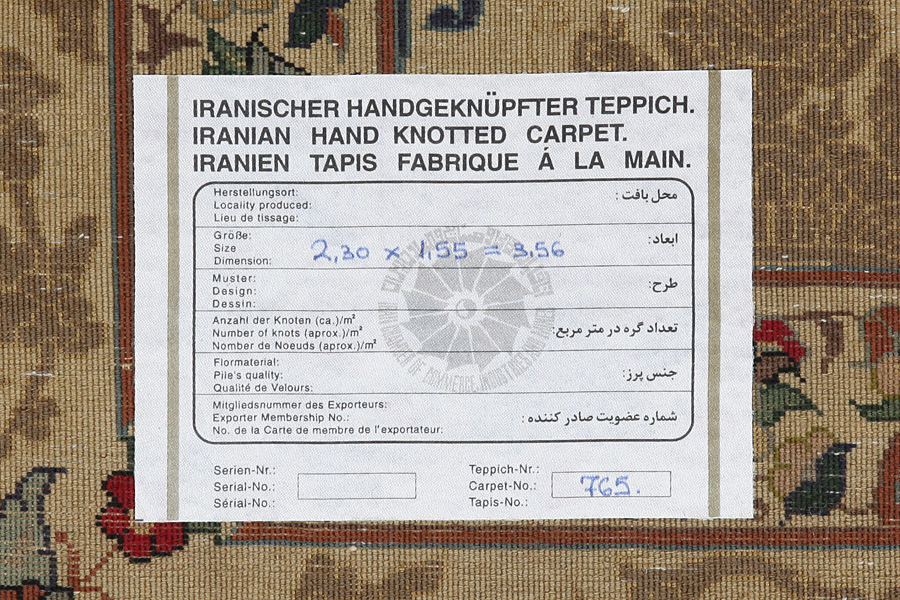 IRANISCHER HANDGEKNÜPFTER TEPPICH.
IRANIAN HAND KNOTTED CARPET.
IRANIEN TAPIS FABRIQUE Á LA MAIN.
Herstellungsort:
Locality produced:
Lieu de tissage:
محل بافت :
Größe:
Size
Dimension:
2,30 x 1,55 = 3,56
ابعاد:
Muster:
Design:
Dessin:
طرح:
Anzahl der Knoten (ca.)/m²
Number of knots (aprox.)/m²
Nomber de Noeuds (aprox.)/m²
تعداد گره در متر مربع:
Flormaterial:
Pile's quality:
Qualité de Velours:
جنس پرز:
Mitgliedsnummer des Exporteurs:
Exporter Membership No.:
No. de la Carte de membre de l'exportateur:
شماره عضویت صادر کننده :
Serien-Nr.:
Serial-No.:
Sérial-No.:
Teppich-Nr.:
Carpet-No.: 765.
Tapis-No.: